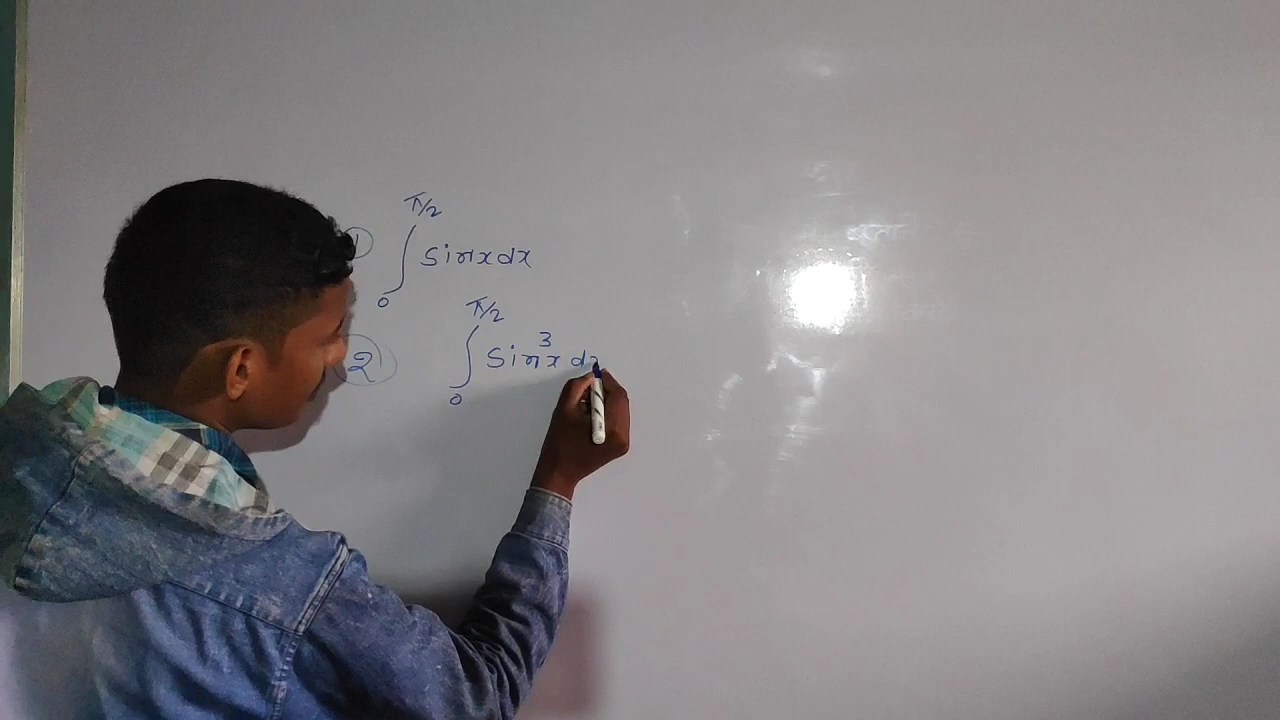 ① ∫₀^π/2 sinx dx
② ∫₀^π/2 Sin³x dx